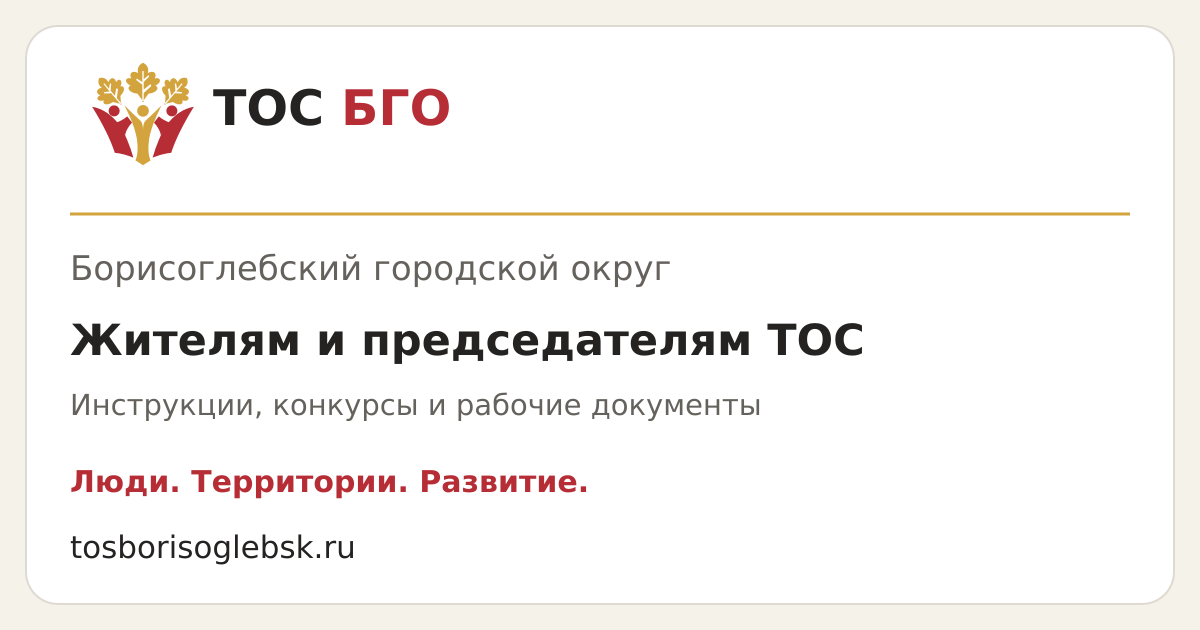 ТОС БГО
Борисоглебский городской округ
Жителям и председателям ТОС
Инструкции, конкурсы и рабочие документы
Люди. Территории. Развитие.
tosborisoglebsk.ru